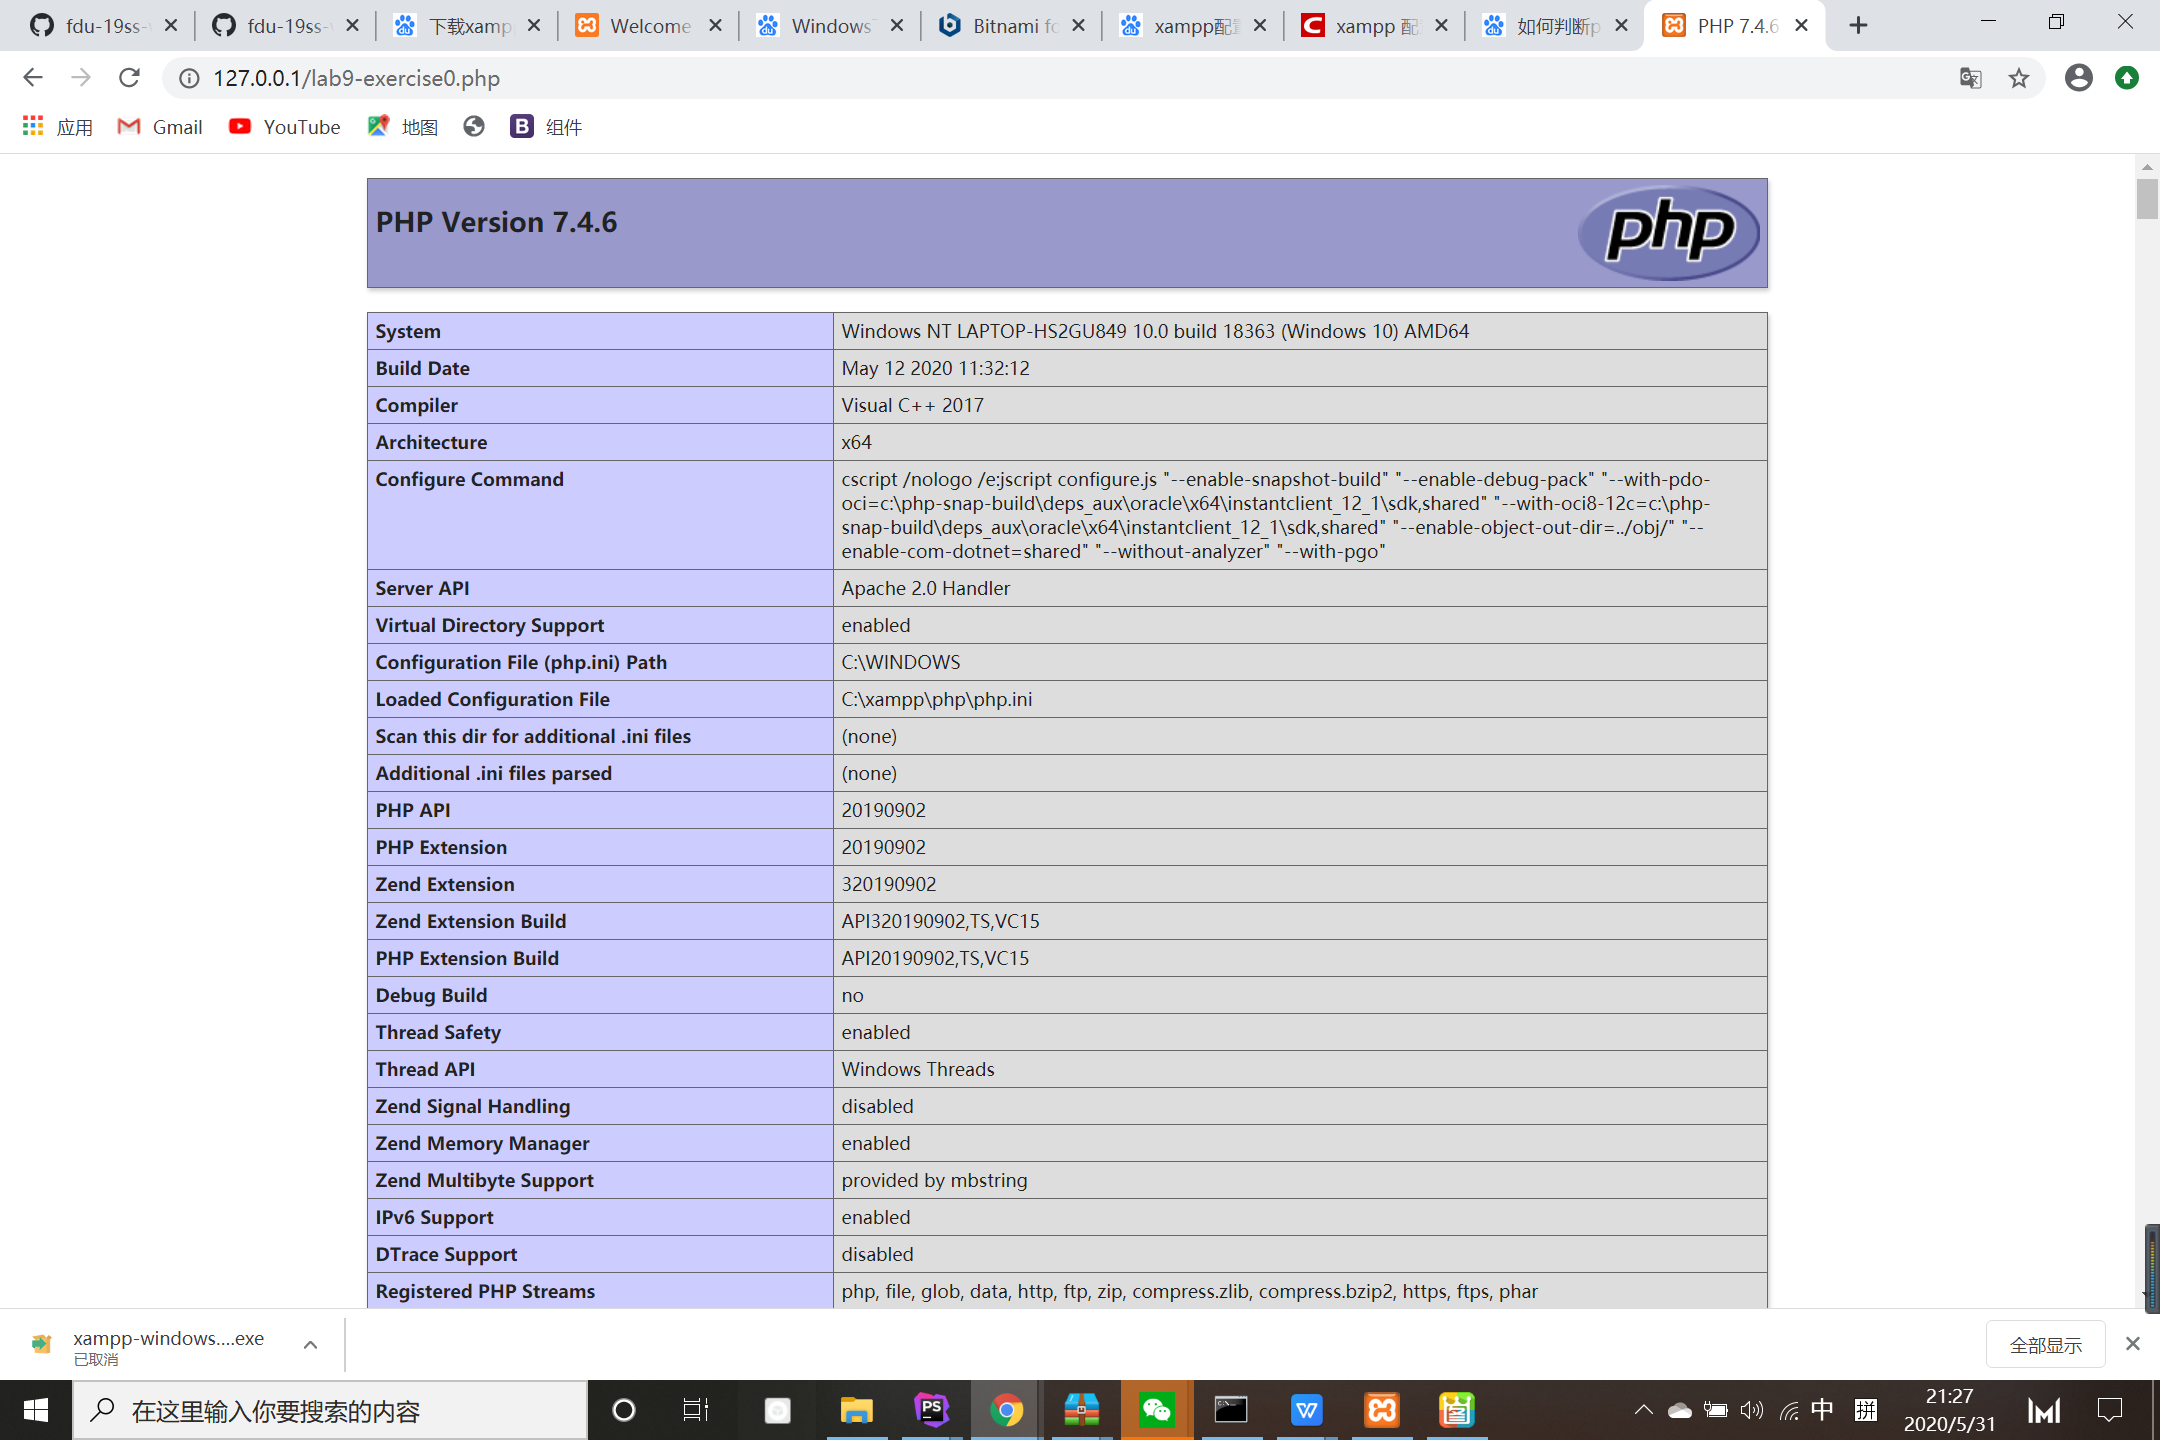 fdu-19ss-
fdu-19ss-
下载xamp
Welcome
Windows
Bitnami fo
xampp配
xampp 配
如何判断p
PHP 7.4.6
127.0.0.1/lab9-exercise0.php
应用
Gmail
YouTube
地图
B 组件
PHP Version 7.4.6
php
System Windows NT LAPTOP-HS2GU849 10.0 build 18363 (Windows 10) AMD64
Build Date May 12 2020 11:32:12
Compiler Visual C++ 2017
Architecture x64
Configure Command cscript /nologo /e:jscript configure.js "--enable-snapshot-build" "--enable-debug-pack" "--with-pdo-
oci=c:\php-snap-build\deps_aux\oracle\x64\instantclient_12_1\sdk,shared" "--with-oci8-12c=c:\php-
snap-build\deps_aux\oracle\x64\instantclient_12_1\sdk,shared" "--enable-object-out-dir=../obj/" "--
enable-com-dotnet=shared" "--without-analyzer" "--with-pgo"
Server API Apache 2.0 Handler
Virtual Directory Support enabled
Configuration File (php.ini) Path C:\WINDOWS
Loaded Configuration File C:\xampp\php\php.ini
Scan this dir for additional .ini files (none)
Additional .ini files parsed (none)
PHP API 20190902
PHP Extension 20190902
Zend Extension 320190902
Zend Extension Build API320190902,TS,VC15
PHP Extension Build API20190902,TS,VC15
Debug Build no
Thread Safety enabled
Thread API Windows Threads
Zend Signal Handling disabled
Zend Memory Manager enabled
Zend Multibyte Support provided by mbstring
IPv6 Support enabled
DTrace Support disabled
Registered PHP Streams php, file, glob, data, http, ftp, zip, compress.zlib, compress.bzip2, https, ftps, phar
xampp-windows....exe
已取消
全部显示
在这里输入你要搜索的内容
PS
中
拼
21:27
2020/5/31